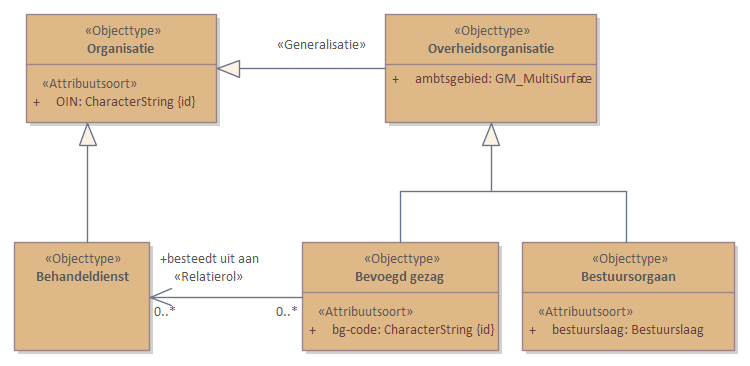 «Objecttype»
Organisatie
«Attribuutsoort»
+ OIN: CharacterString {id}
«Generalisatie»
«Objecttype»
Overheidsorganisatie
+ ambtsgebied: GM_MultiSurface
«Objecttype»
Behandeldienst
+besteedt uit aan
«Relatierol»
0..*
0..*
«Objecttype»
Bevoegd gezag
«Attribuutsoort»
+ bg-code: CharacterString {id}
«Objecttype»
Bestuursorgaan
«Attribuutsoort»
+ bestuurslaag: Bestuurslaag